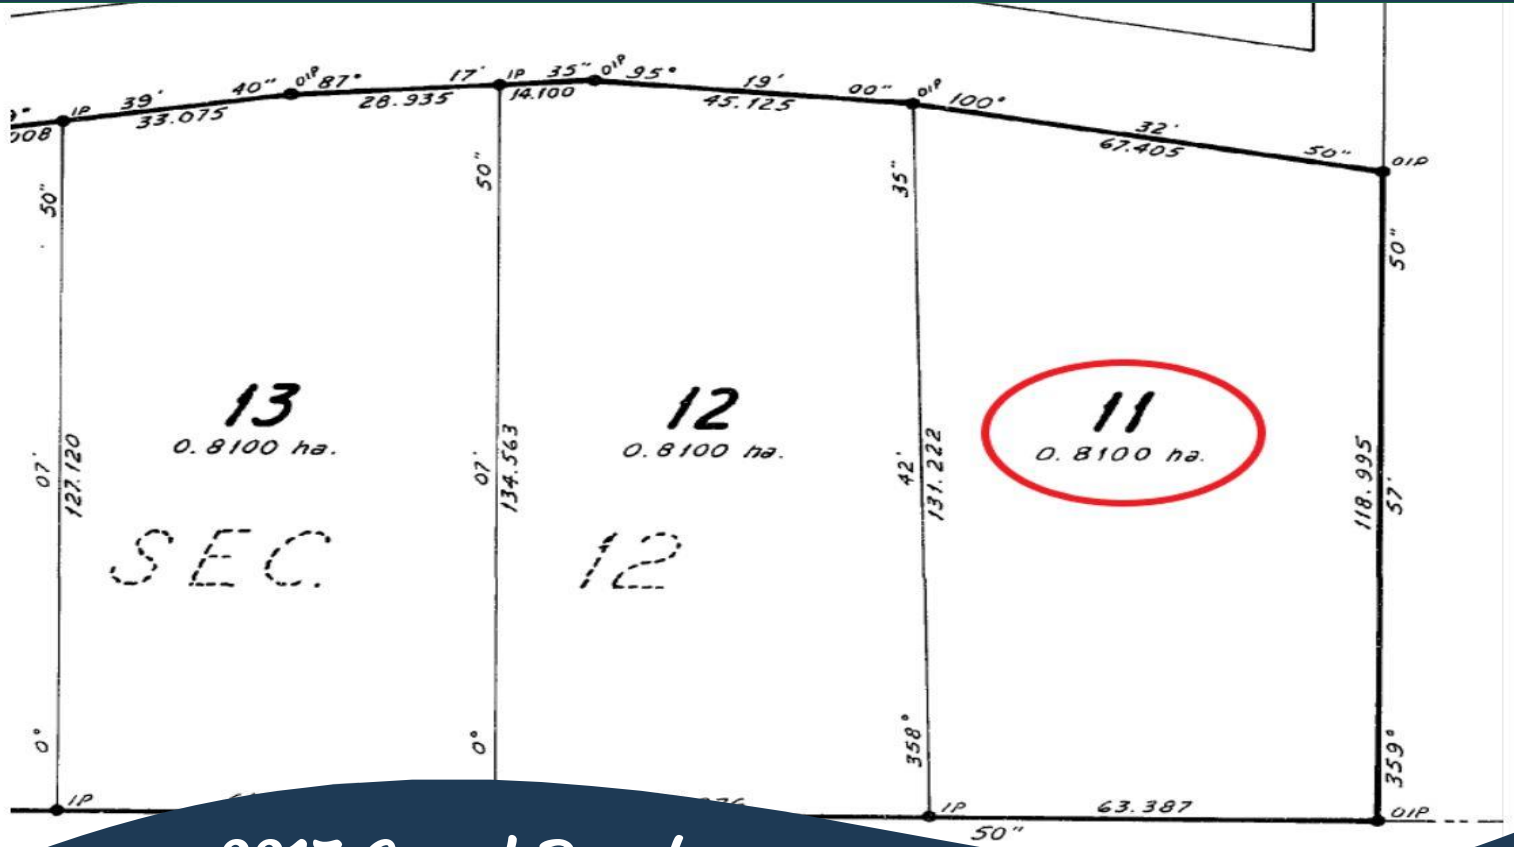 39' 40" OIP 87° 17' IP 35" OIP 95° 19' 00" OIP 100° 32' 50" OIP
IP 33.075 28.935 14.100 45.125 67.405
008
50" 50" 35" 50"
13 12 11
0.8100 ha. 0.8100 ha. 0.8100 ha.
07' 127.120 07' 134.563 42' 131.222 118.995 57'
SEC. 12
0° 0° 358° 359°
IP IP 63.387 OIP
50"